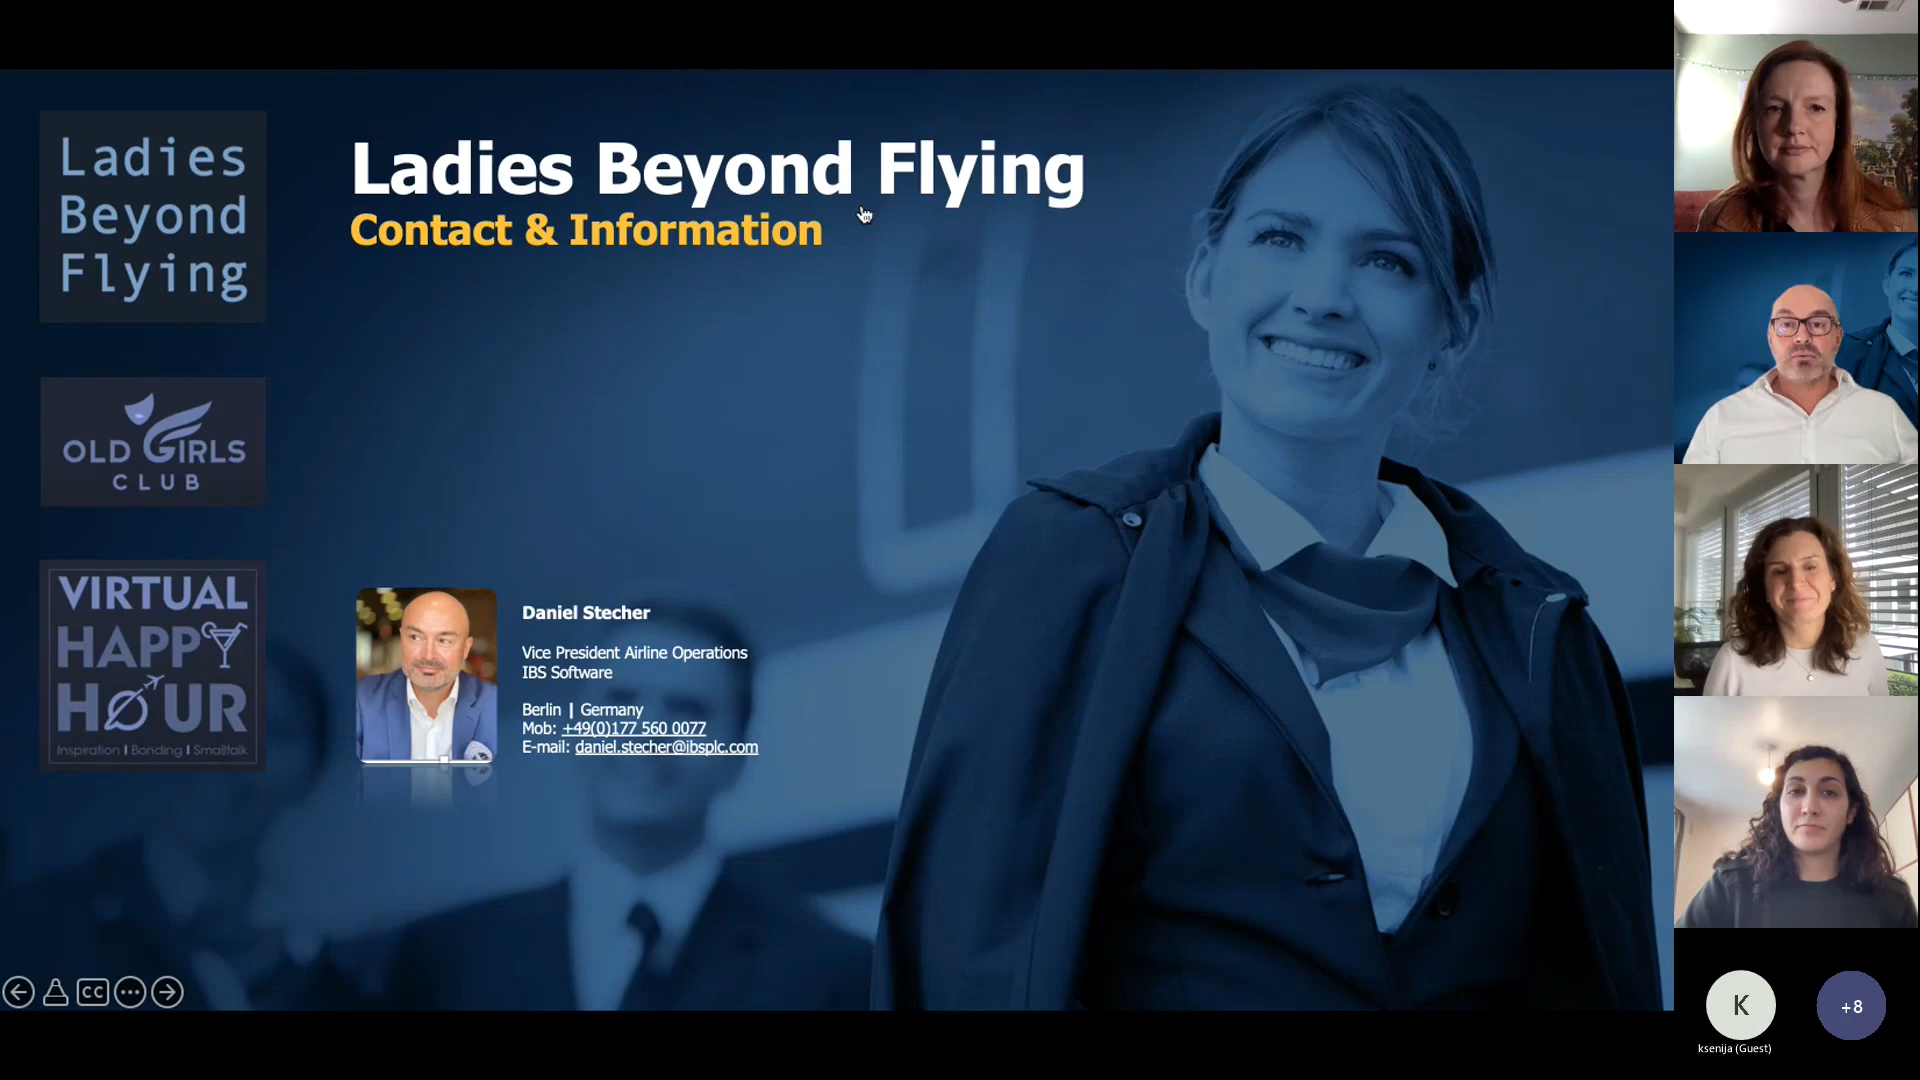 Ladies
Beyond
Flying
OLD GIRLS
CLUB
VIRTUAL
HAPPY
HOUR
Inspiration I Bonding I Smalltalk
Ladies Beyond Flying
Contact & Information
Daniel Stecher
Vice President Airline Operations
IBS Software
Berlin | Germany
Mob: +49(0)177 560 0077
E-mail: daniel.stecher@ibsplc.com
CC
K
+8
ksenija (Guest)